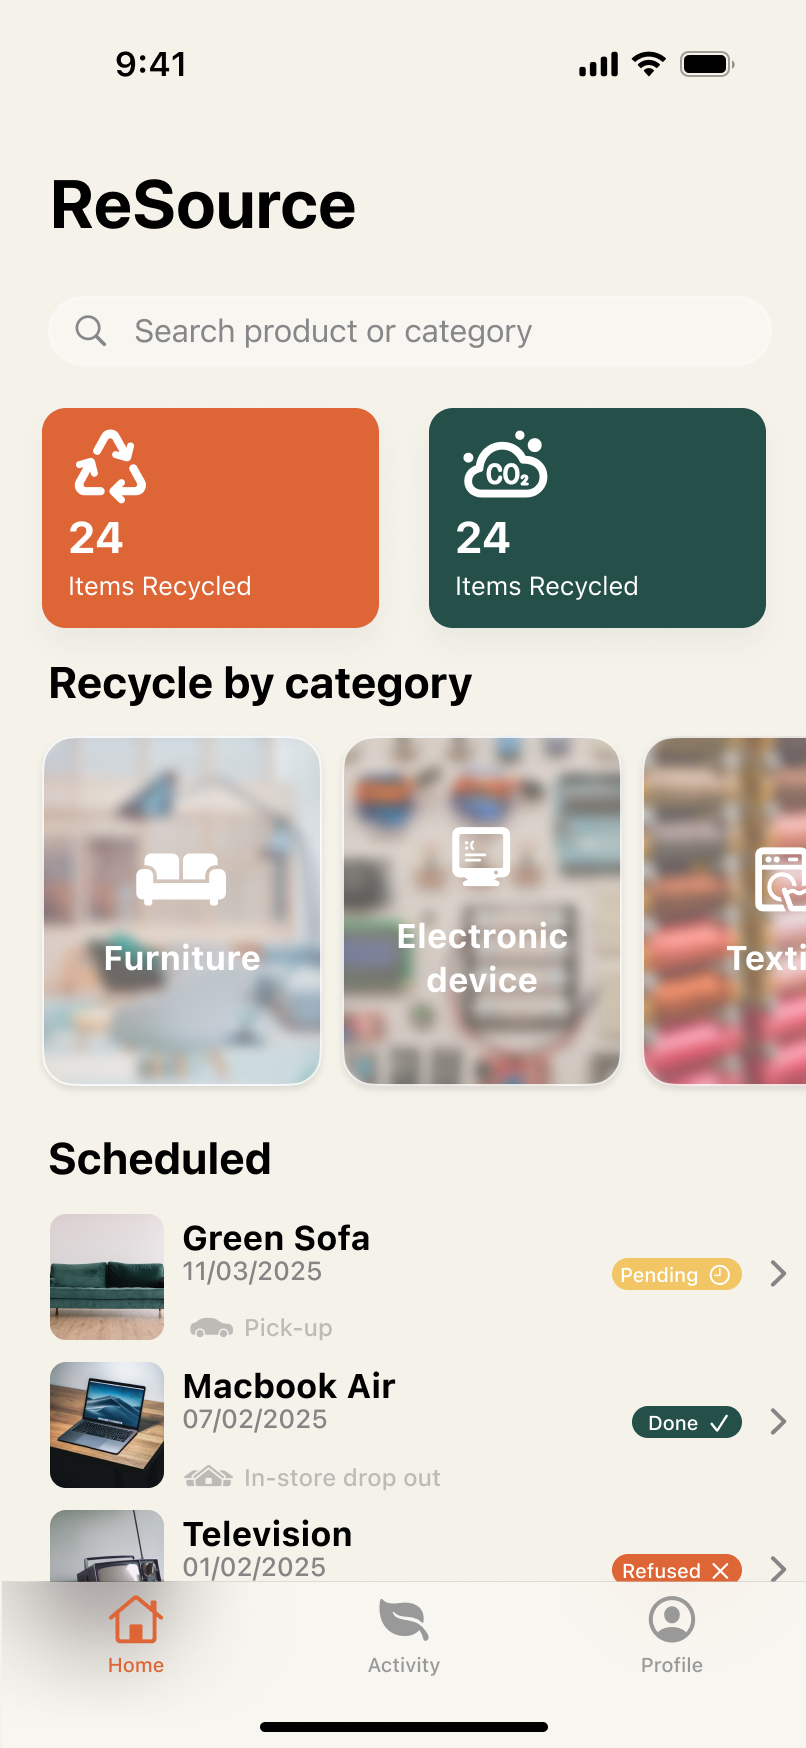 9:41
ReSource
Search product or category
CO₂
24
Items Recycled
24
Items Recycled
Recycle by category
Furniture
Electronic
device
Scheduled
Green Sofa
11/03/2025
Pending
Pick-up
Macbook Air
07/02/2025
Done
In-store drop out
Television
01/02/2025
Refused
Home
Activity
Profile